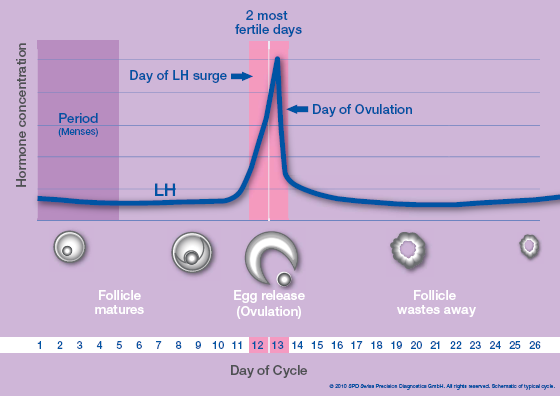 2 most
fertile days
Hormone concentration
Day of LH surge
Day of Ovulation
Period
(Menses)
LH
Follicle
matures
Egg release
(Ovulation)
Follicle
wastes away
1 2 3 4 5 6 7 8 9 10 11 12 13 14 15 16 17 18 19 20 21 22 23 24 25 26
Day of Cycle
© 2010 SPD Swiss Precision Diagnostics GmbH. All rights reserved. Schematic of typical cycle.